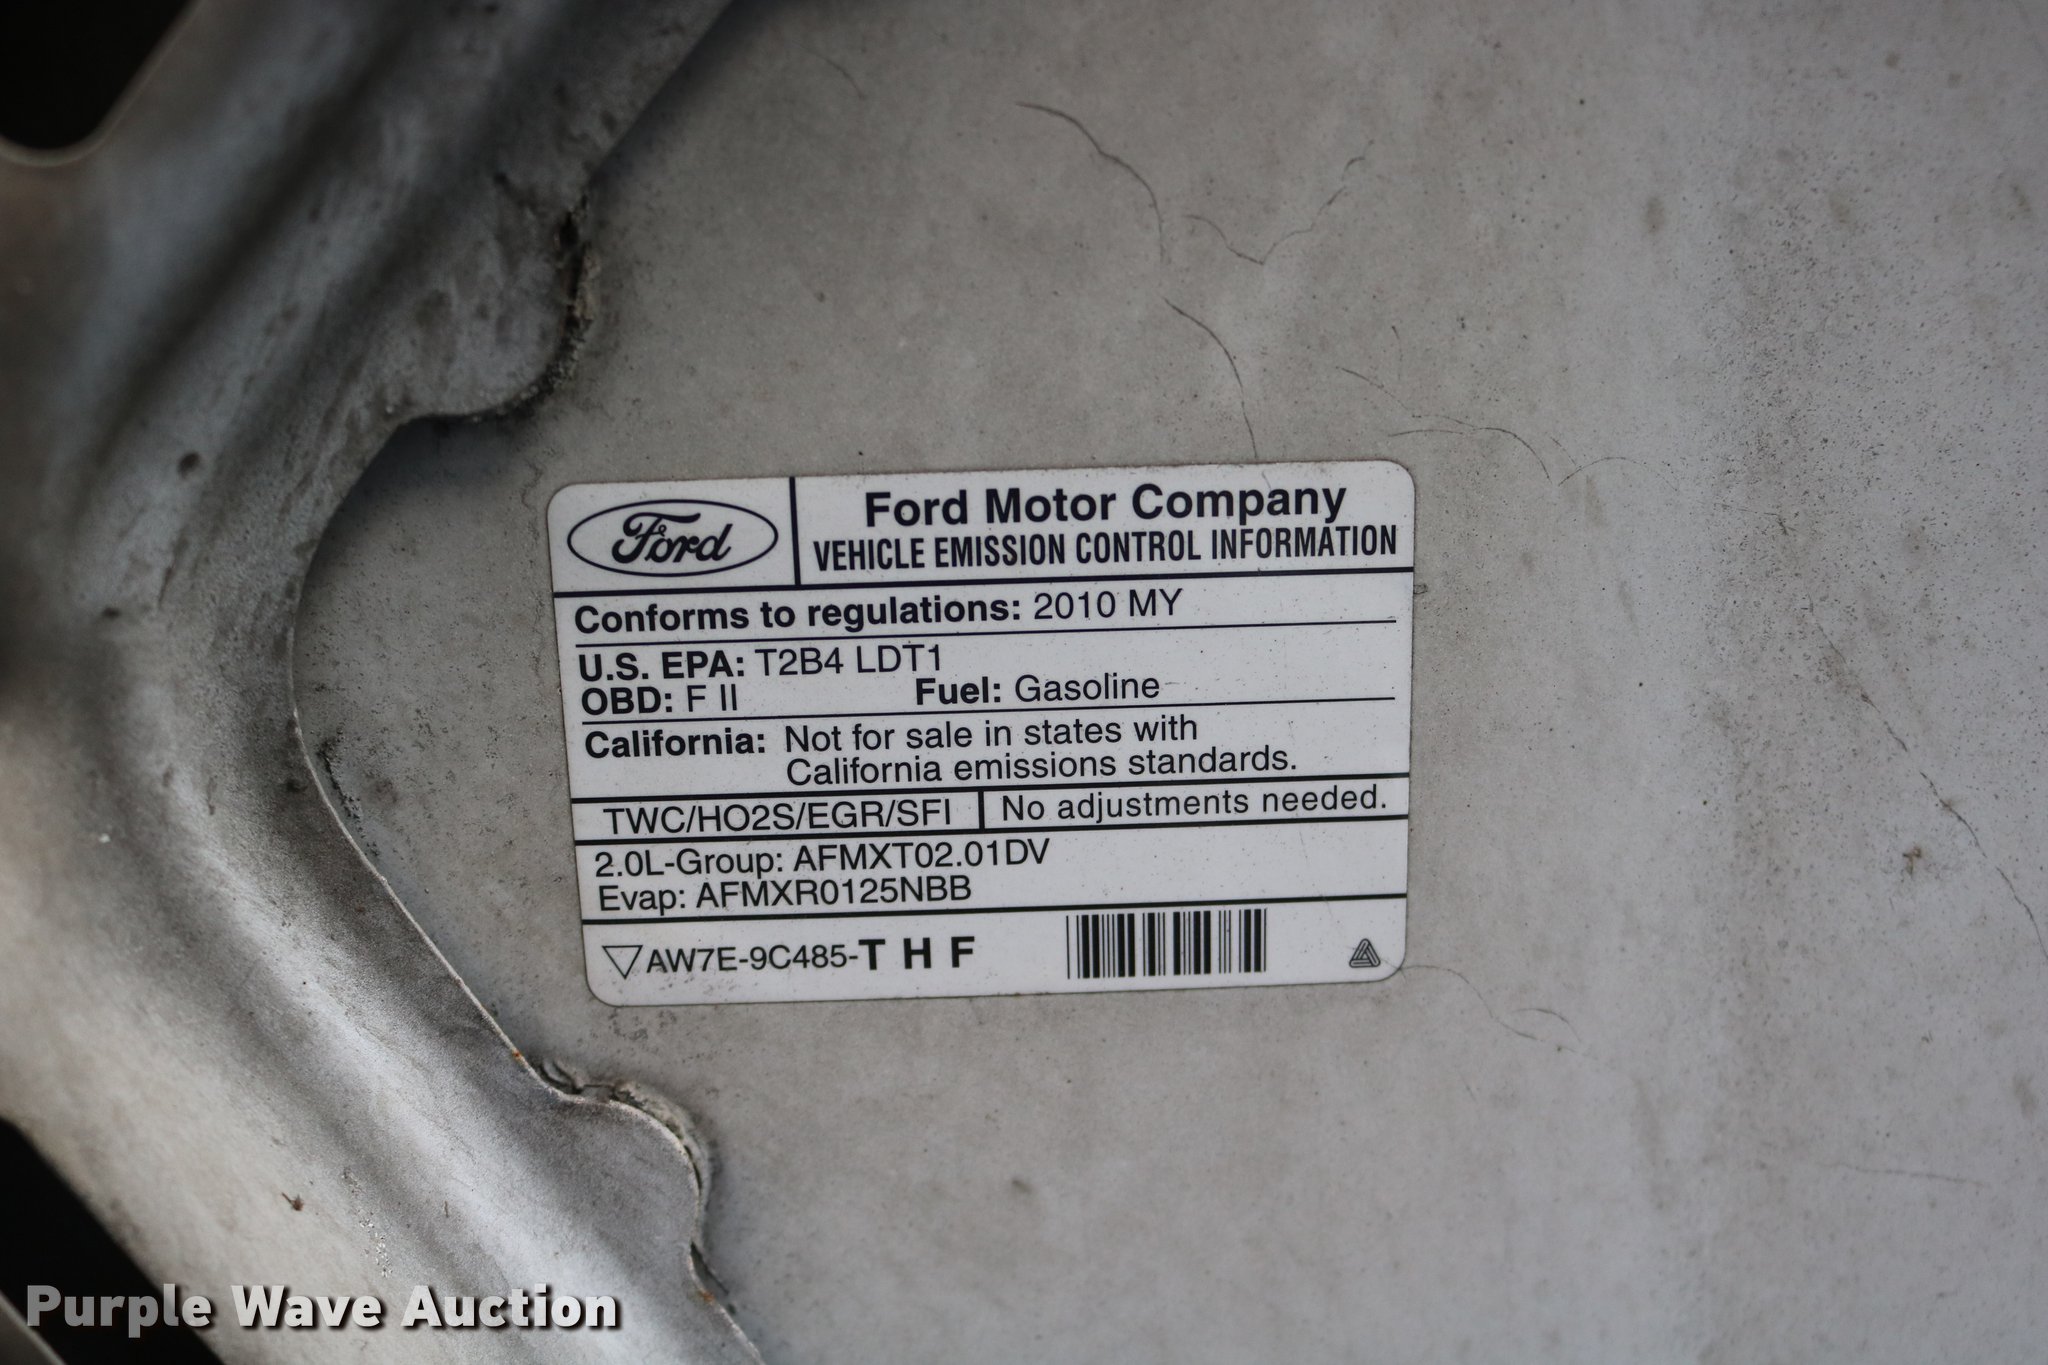 Ford
Ford Motor Company
VEHICLE EMISSION CONTROL INFORMATION
Conforms to regulations: 2010 MY
U.S. EPA: T2B4 LDT1
OBD: F II Fuel: Gasoline
California: Not for sale in states with
California emissions standards.
TWC/HO2S/EGR/SFI No adjustments needed.
2.0L-Group: AFMXT02.01DV
Evap: AFMXR0125NBB
AW7E-9C485-T H F
Purple Wave Auction